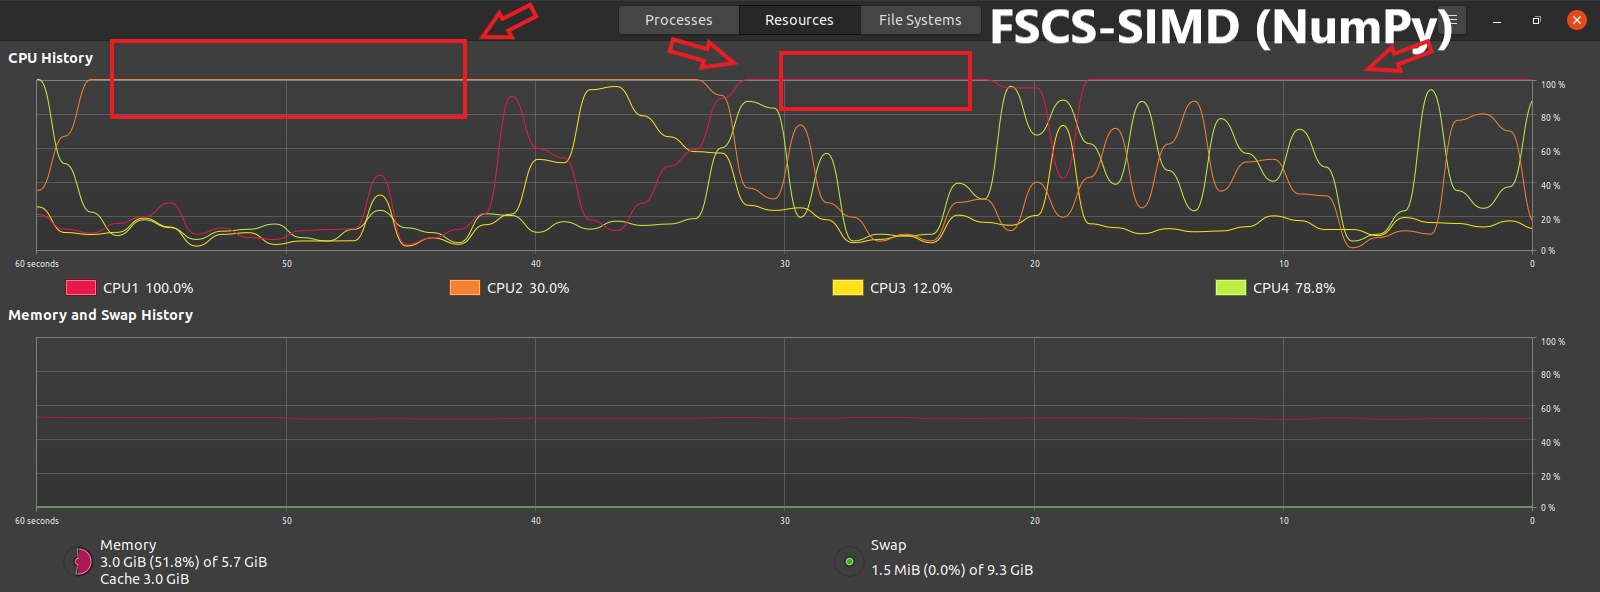 Processes Resources File Systems FSCS-SIMD (NumPy)
CPU History
100 %
80 %
60 %
40 %
20 %
0 %
60 seconds 50 40 30 20 10 0
CPU1 100.0% CPU2 30.0% CPU3 12.0% CPU4 78.8%
Memory and Swap History
100 %
80 %
60 %
40 %
20 %
0 %
60 seconds 50 40 30 20 10 0
Memory
3.0 GiB (51.8%) of 5.7 GiB
Cache 3.0 GiB
Swap
1.5 MiB (0.0%) of 9.3 GiB